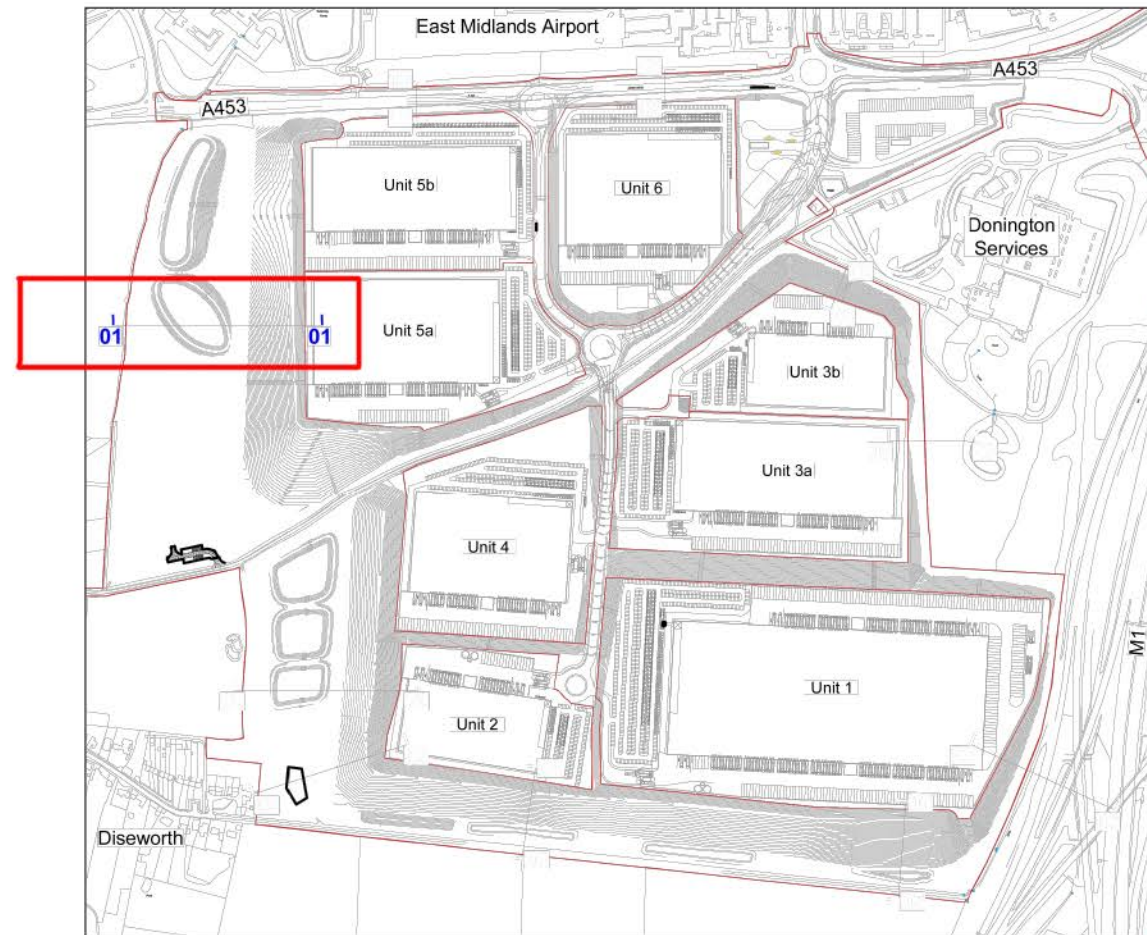 East Midlands Airport
A453
A453
Unit 5b
Unit 6
Donington
Services
01
01
Unit 5a
Unit 3b
Unit 3a
Unit 4
M1
Unit 1
Unit 2
Diseworth